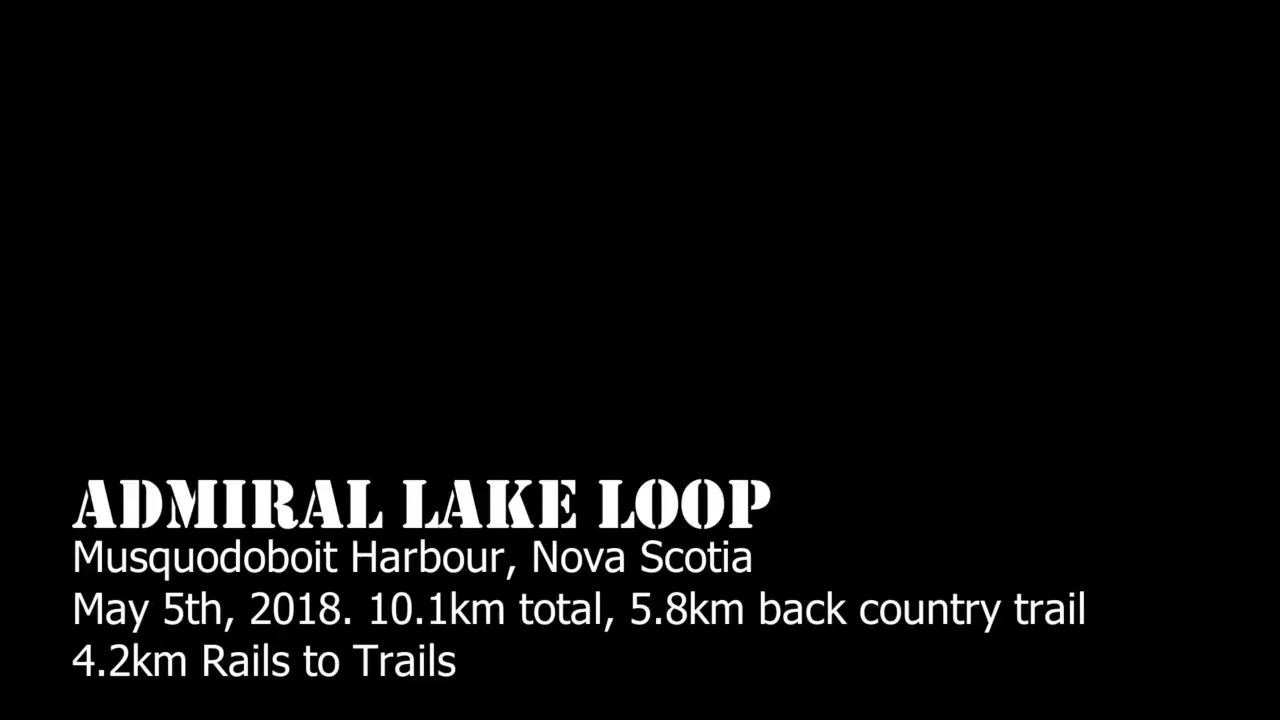 ADMIRAL LAKE LOOP
Musquodoboit Harbour, Nova Scotia
May 5th, 2018. 10.1km total, 5.8km back country trail
4.2km Rails to Trails